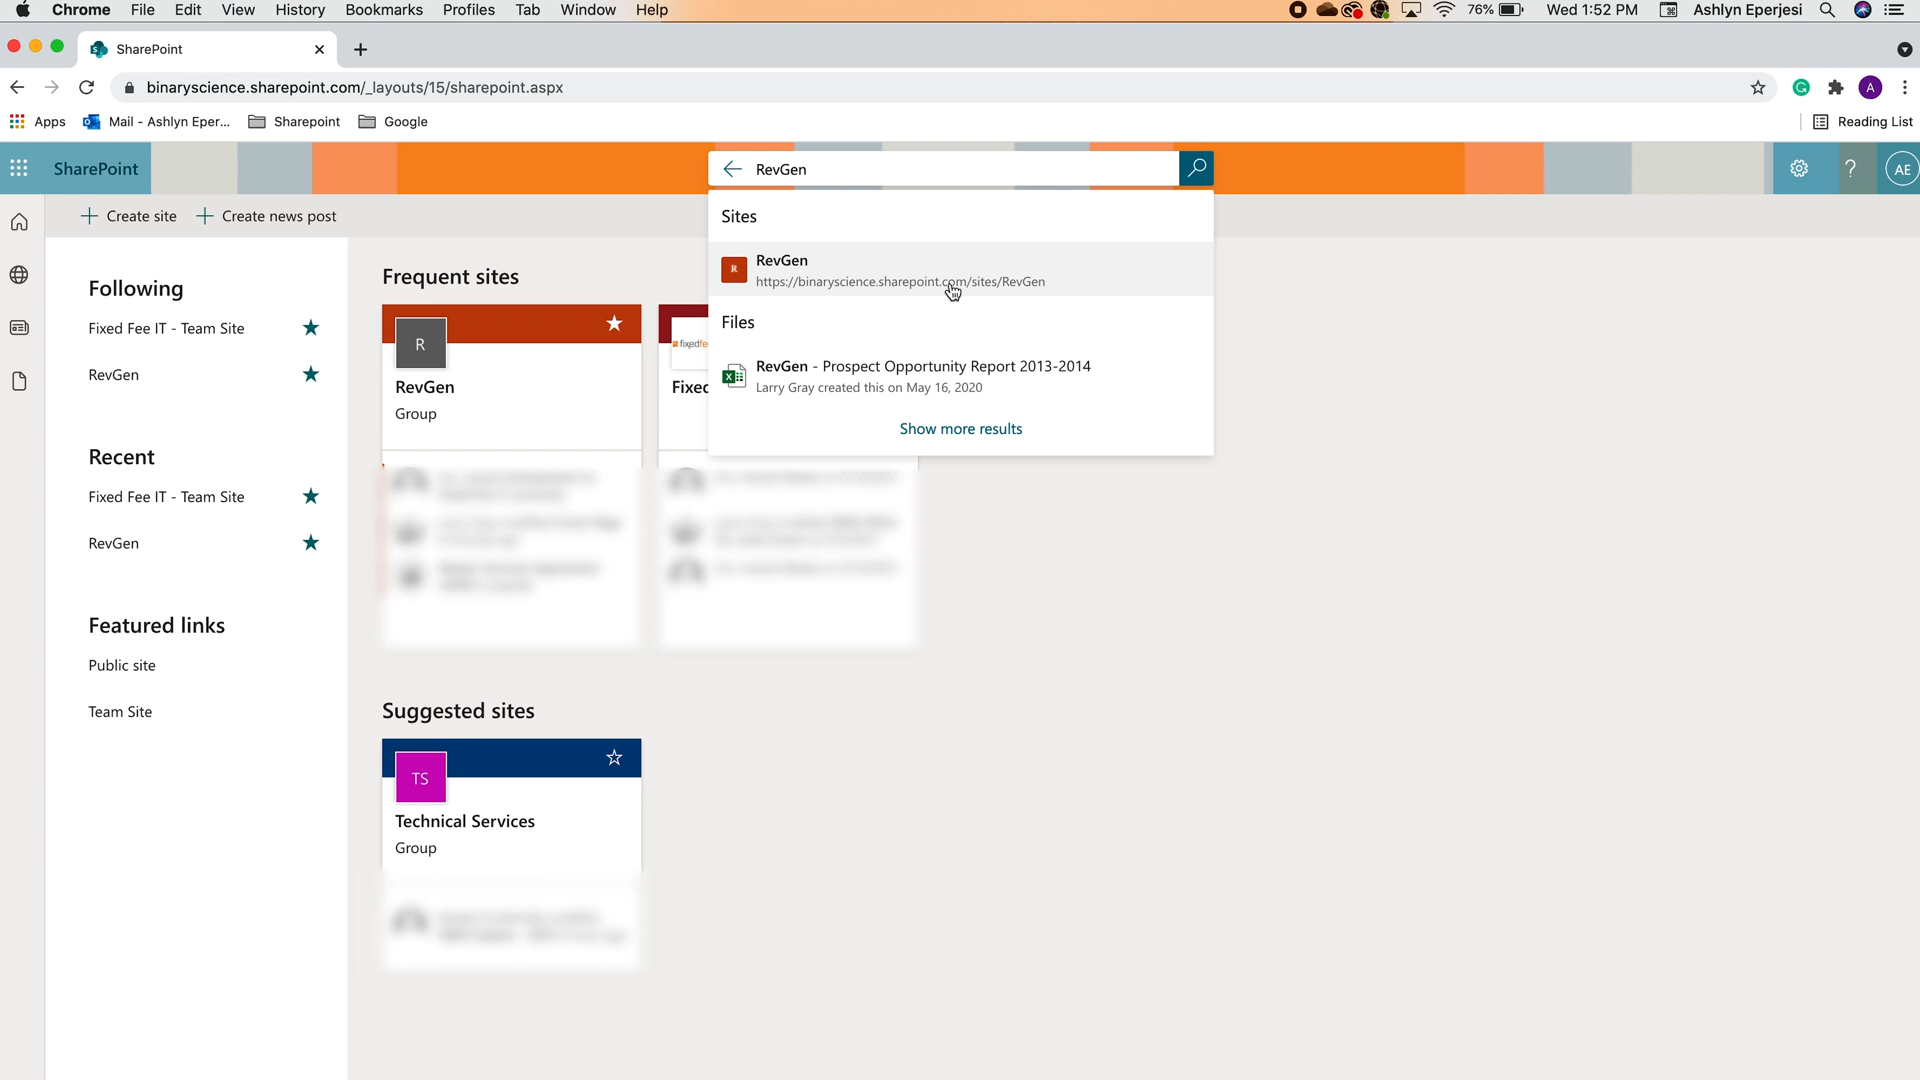 Chrome File Edit View History Bookmarks Profiles Tab Window Help 76% Wed 1:52 PM Ashlyn Eperjesi
SharePoint
binaryscience.sharepoint.com/_layouts/15/sharepoint.aspx A
Apps Mail - Ashlyn Eper... Sharepoint Google Reading List
SharePoint RevGen ? AE
Create site Create news post
Sites
RevGen
https://binaryscience.sharepoint.com/sites/RevGen
Files
RevGen - Prospect Opportunity Report 2013-2014
Larry Gray created this on May 16, 2020
Show more results
Following
Fixed Fee IT - Team Site
RevGen
Recent
Fixed Fee IT - Team Site
RevGen
Featured links
Public site
Team Site
Frequent sites
R
RevGen
Group
fixedfe
Fixed
Suggested sites
TS
Technical Services
Group